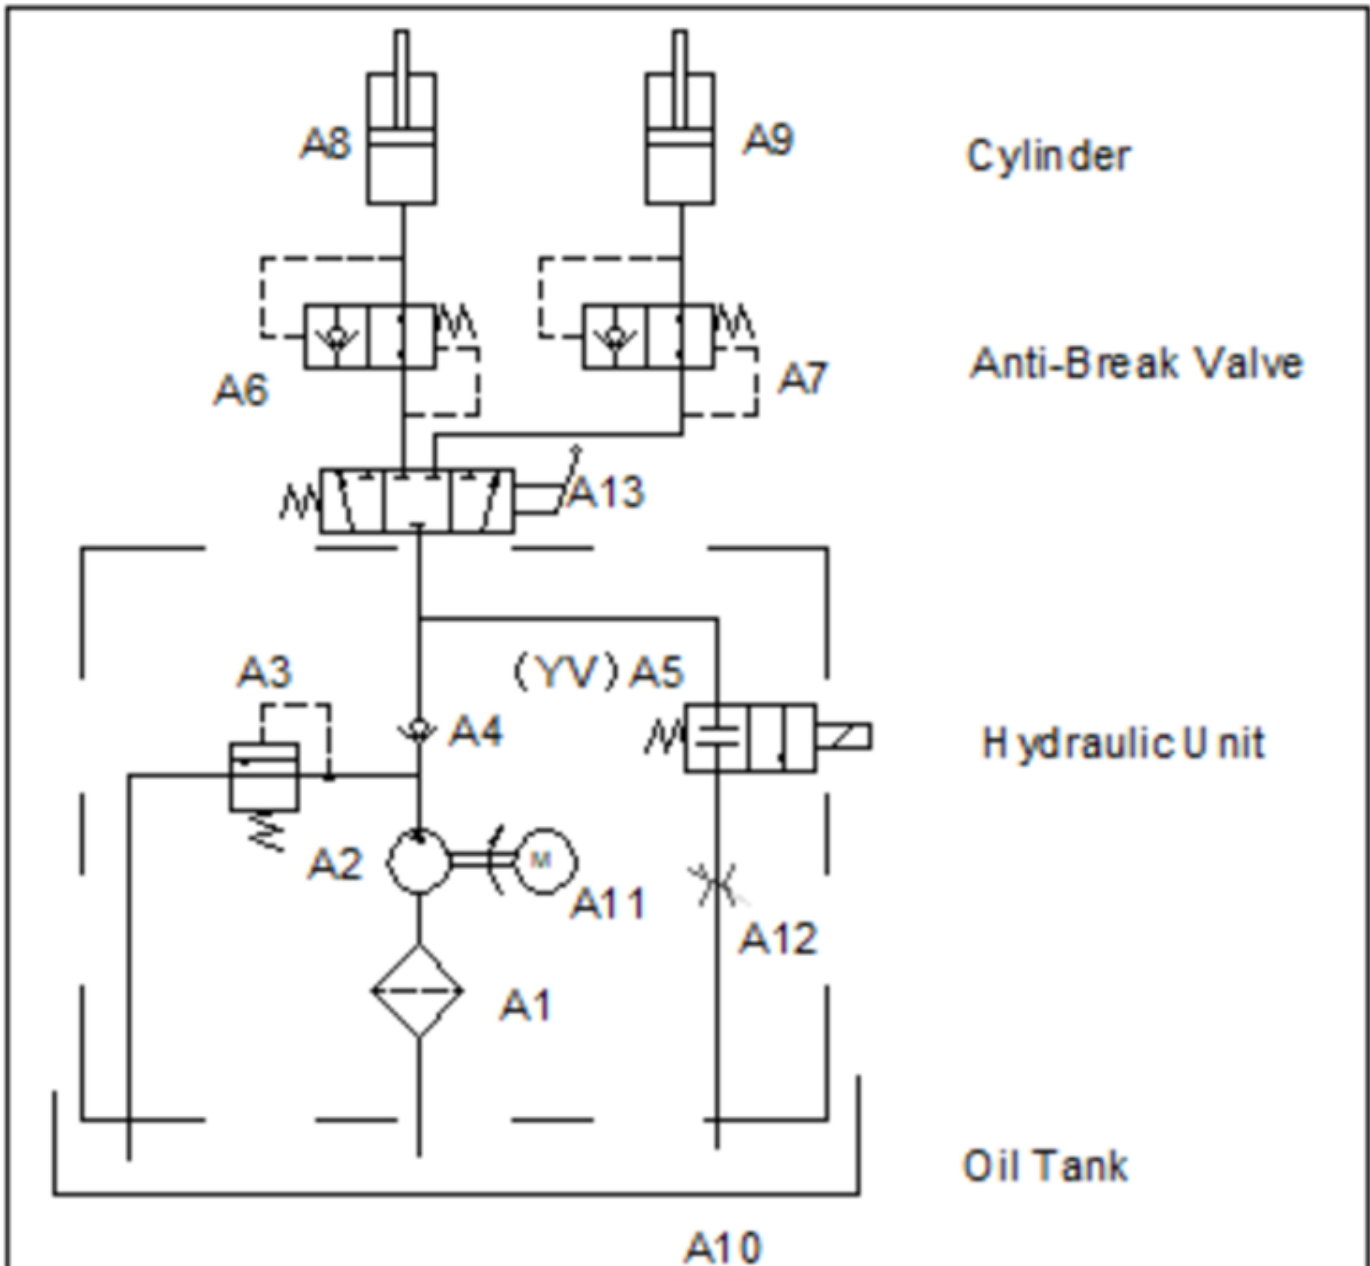 A8
A9
Cylinder
A6
A7
Anti-Break Valve
A13
A3
(YV) A5
A4
Hydraulic Unit
A2
M
A11
A12
A1
Oil Tank
A10